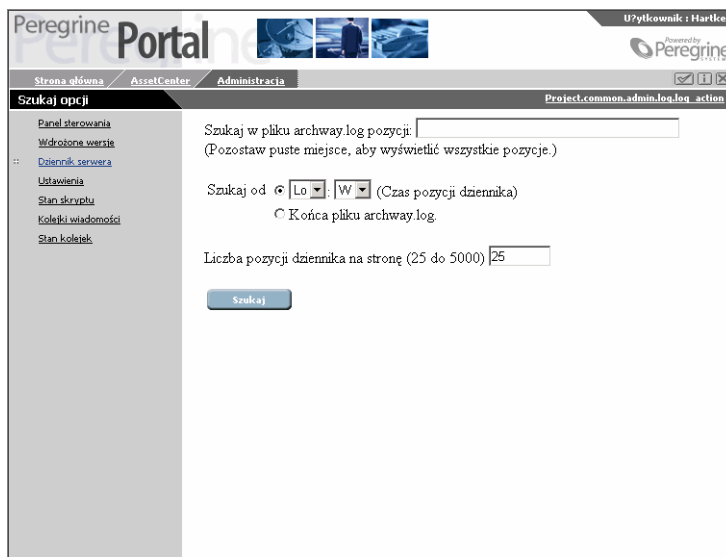 Peregrine Portal
U?ytkownik : Hartke
Powered by
Peregrine
SYSTEMS
Strona główna
AssetCenter
Administracja
Szukaj opcji
Project.common.admin.log.log_action
Panel sterowania
Wdrożone wersje
Dziennik serwera
Ustawienia
Stan skryptu
Kolejki wiadomości
Stan kolejek
Szukaj w pliku archway.log pozycji:
(Pozostaw puste miejsce, aby wyświetlić wszystkie pozycje.)
Szukaj od Lo : W (Czas pozycji dziennika)
Końca pliku archway.log.
Liczba pozycji dziennika na stronę (25 do 5000) 25
Szukaj